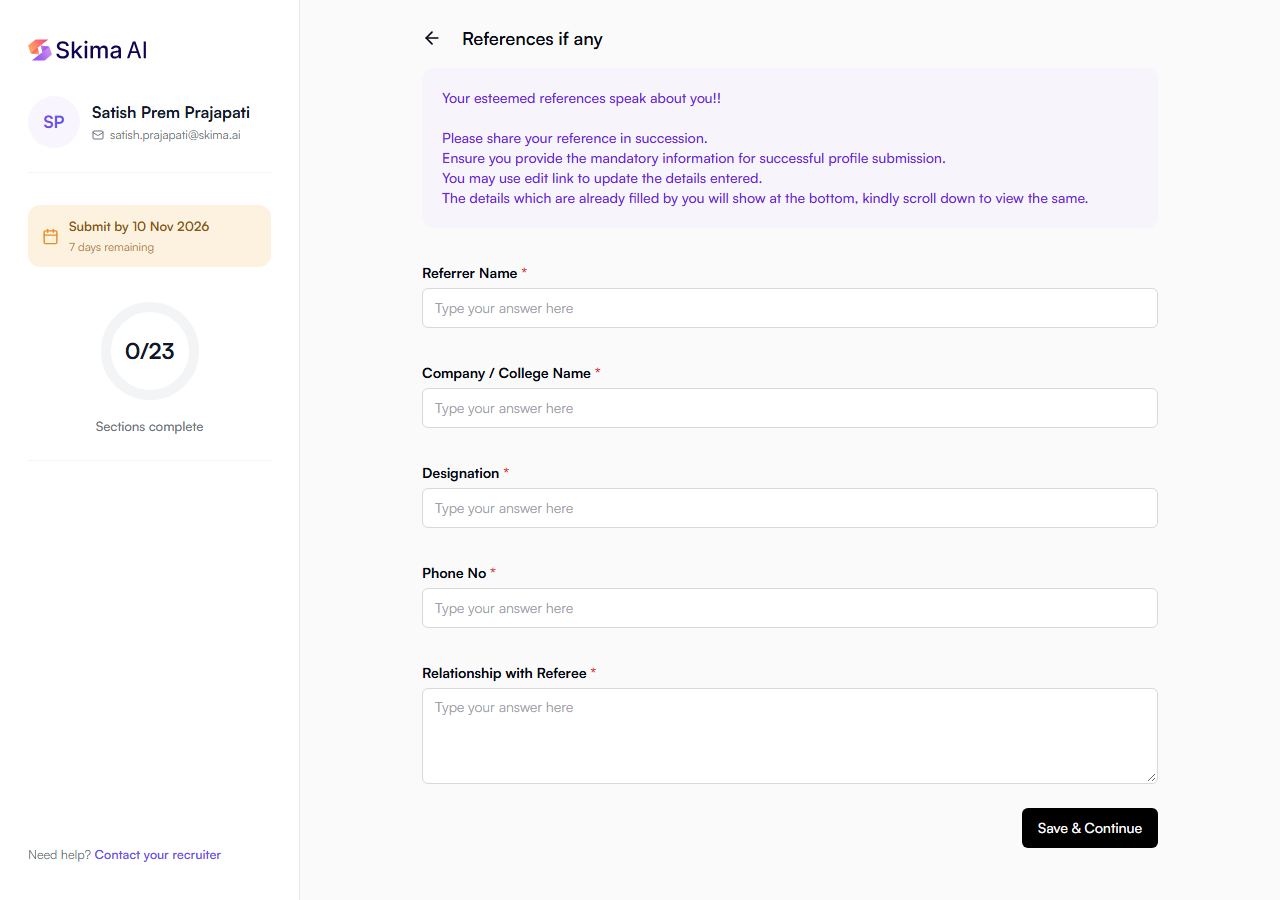 Skima AI
SP
Satish Prem Prajapati
satish.prajapati@skima.ai
Submit by 10 Nov 2026
7 days remaining
0/23
Sections complete
Need help? Contact your recruiter
References if any
Your esteemed references speak about you!!
Please share your reference in succession.
Ensure you provide the mandatory information for successful profile submission.
You may use edit link to update the details entered.
The details which are already filled by you will show at the bottom, kindly scroll down to view the same.
Referrer Name *
Type your answer here
Company / College Name *
Type your answer here
Designation *
Type your answer here
Phone No *
Type your answer here
Relationship with Referee *
Type your answer here
Save & Continue